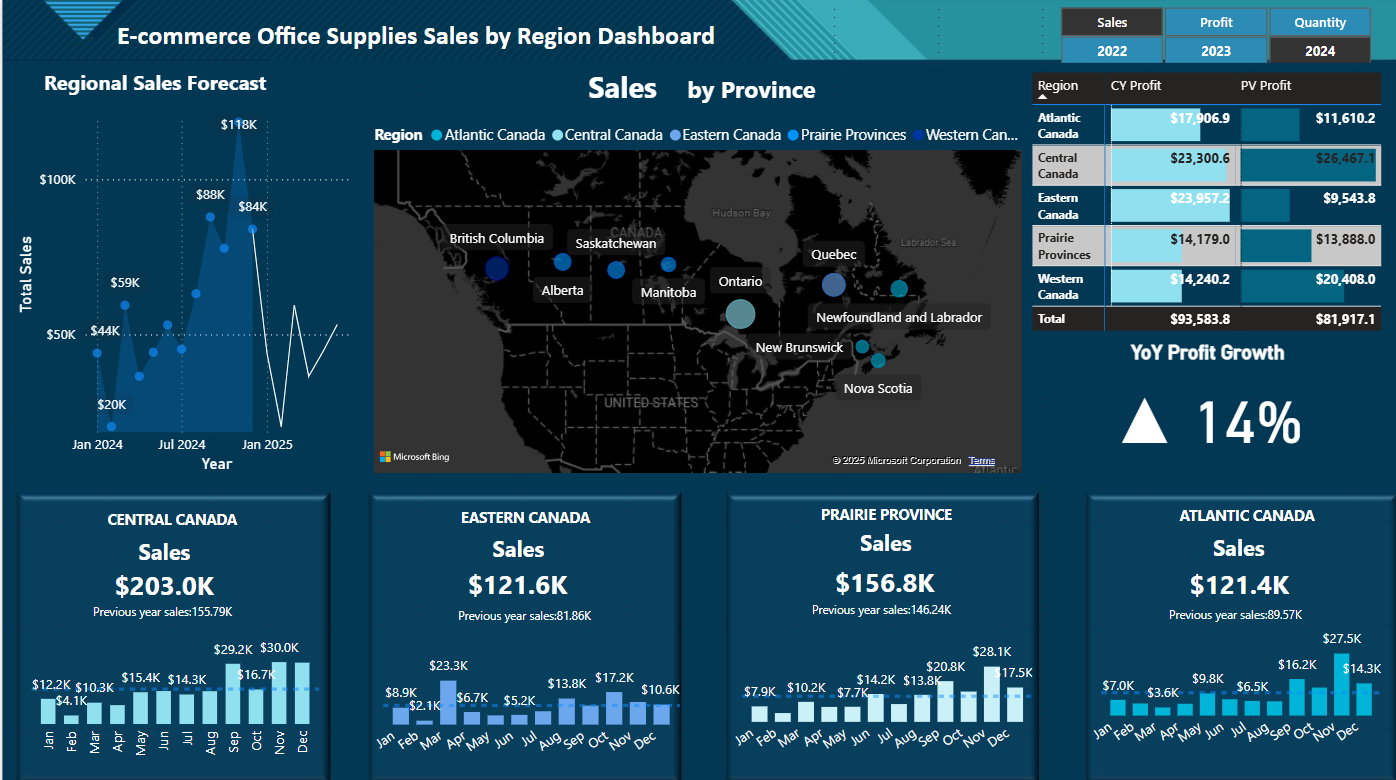 E-commerce Office Supplies Sales by Region Dashboard
Sales Profit Quantity
2022 2023 2024
Regional Sales Forecast
Total Sales
$100K
$50K
$118K
$88K
$84K
$59K
$44K
$20K
Jan 2024 Jul 2024 Jan 2025
Year
Sales by Province
Region Atlantic Canada Central Canada Eastern Canada Prairie Provinces Western Can...
Hudson Bay
CANADA
Labrador Sea
British Columbia
Saskatchewan
Quebec
Alberta
Manitoba
Ontario
Newfoundland and Labrador
New Brunswick
Nova Scotia
UNITED STATES
Microsoft Bing
© 2025 Microsoft Corporation Terms
Atlantic
Region CY Profit PV Profit
Atlantic Canada $17,906.9 $11,610.2
Central Canada $23,300.6 $26,467.1
Eastern Canada $23,957.2 $9,543.8
Prairie Provinces $14,179.0 $13,888.0
Western Canada $14,240.2 $20,408.0
Total $93,583.8 $81,917.1
YoY Profit Growth
14%
CENTRAL CANADA
Sales
$203.0K
Previous year sales:155.79K
$12.2K $4.1K $10.3K $15.4K $14.3K $29.2K $16.7K $30.0K
Jan Feb Mar Apr May Jun Jul Aug Sep Oct Nov Dec
EASTERN CANADA
Sales
$121.6K
Previous year sales:81.86K
$8.9K $2.1K $23.3K $6.7K $5.2K $13.8K $17.2K $10.6K
Jan Feb Mar Apr May Jun Jul Aug Sep Oct Nov Dec
PRAIRIE PROVINCE
Sales
$156.8K
Previous year sales:146.24K
$7.9K $10.2K $7.7K $14.2K $13.8K $20.8K $28.1K $17.5K
Jan Feb Mar Apr May Jun Jul Aug Sep Oct Nov Dec
ATLANTIC CANADA
Sales
$121.4K
Previous year sales:89.57K
$7.0K $3.6K $9.8K $6.5K $16.2K $27.5K $14.3K
Jan Feb Mar Apr May Jun Jul Aug Sep Oct Nov Dec